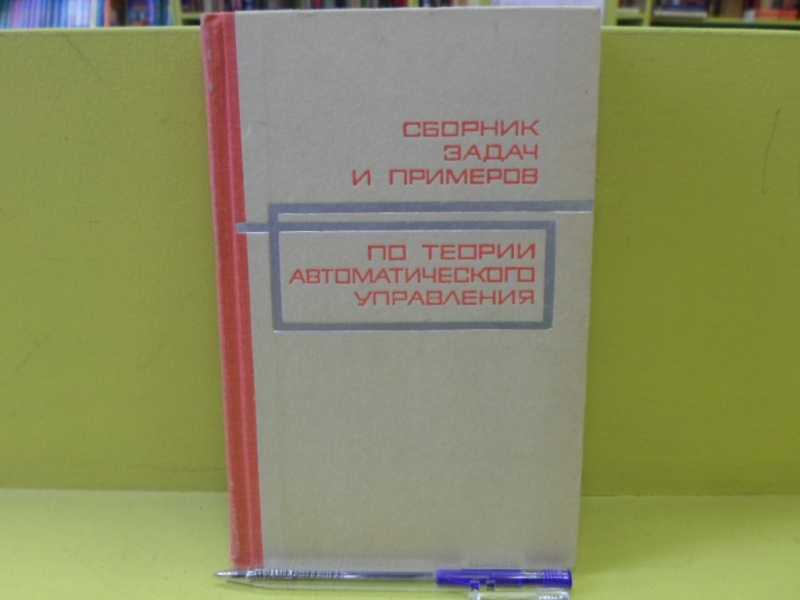 СБОРНИК
ЗАДАЧ
И ПРИМЕРОВ
ПО ТЕОРИИ
АВТОМАТИЧЕСКОГО
УПРАВЛЕНИЯ